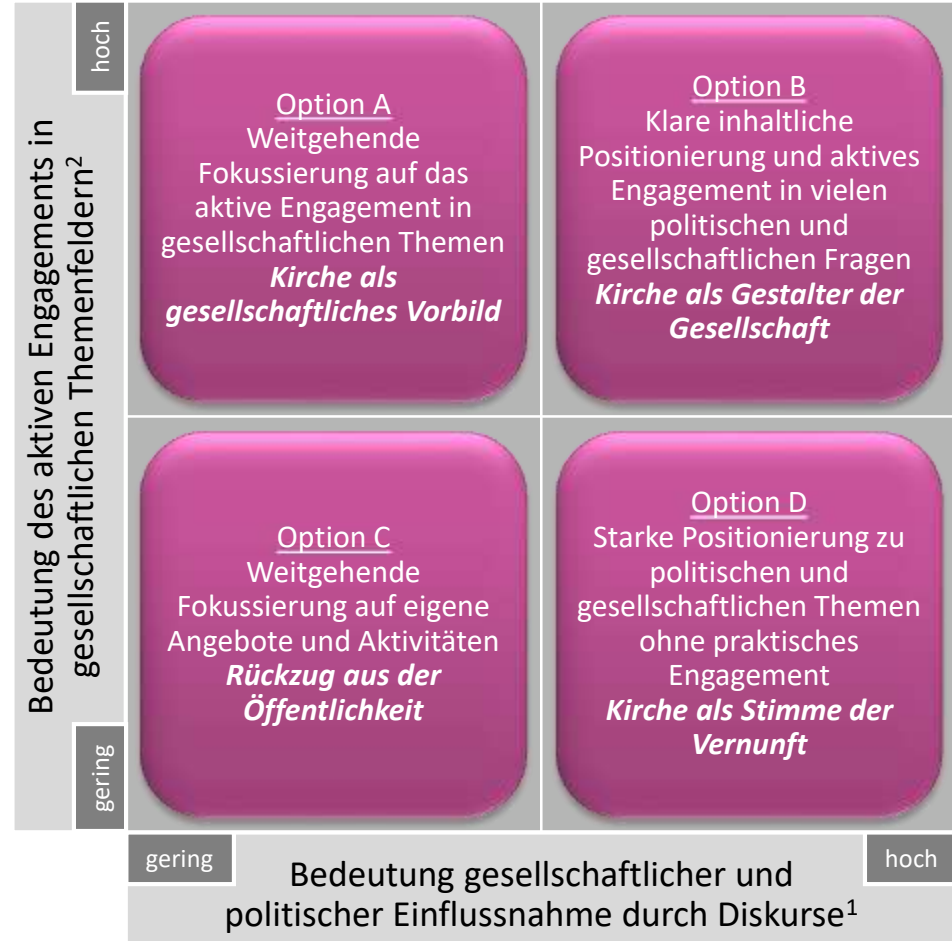 hoch
Bedeutung des aktiven Engagements in
gesellschaftlichen Themenfeldern²
gering
Option A
Weitgehende
Fokussierung auf das
aktive Engagement in
gesellschaftlichen Themen
Kirche als
gesellschaftliches Vorbild
Option B
Klare inhaltliche
Positionierung und aktives
Engagement in vielen
politischen und
gesellschaftlichen Fragen
Kirche als Gestalter der
Gesellschaft
Option C
Weitgehende
Fokussierung auf eigene
Angebote und Aktivitäten
Rückzug aus der
Öffentlichkeit
Option D
Starke Positionierung zu
politischen und
gesellschaftlichen Themen
ohne praktisches
Engagement
Kirche als Stimme der
Vernunft
gering
Bedeutung gesellschaftlicher und
politischer Einflussnahme durch Diskurse¹
hoch